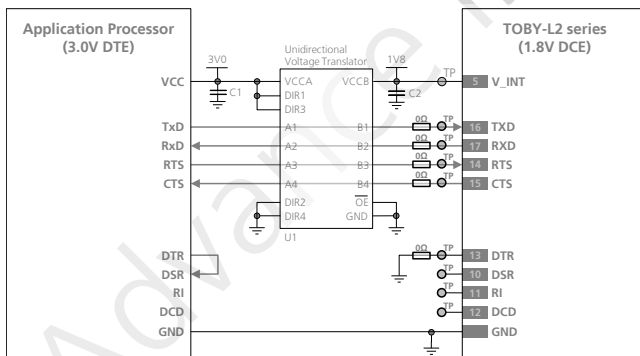 Application Processor
(3.0V DTE)
TOBY-L2 series
(1.8V DCE)
Unidirectional
Voltage Translator
3V0
1V8
VCC
C1
VCCA
VCCB
C2
TP
5
V_INT
DIR1
DIR3
TxD
A1
B1
0Ω
TP
16
TXD
RxD
A2
B2
0Ω
TP
17
RXD
RTS
A3
B3
0Ω
TP
14
RTS
CTS
A4
B4
0Ω
TP
15
CTS
DIR2
OE
DIR4
GND
U1
DTR
0Ω
TP
13
DTR
DSR
TP
10
DSR
RI
TP
11
RI
DCD
TP
12
DCD
GND
GND
Advance